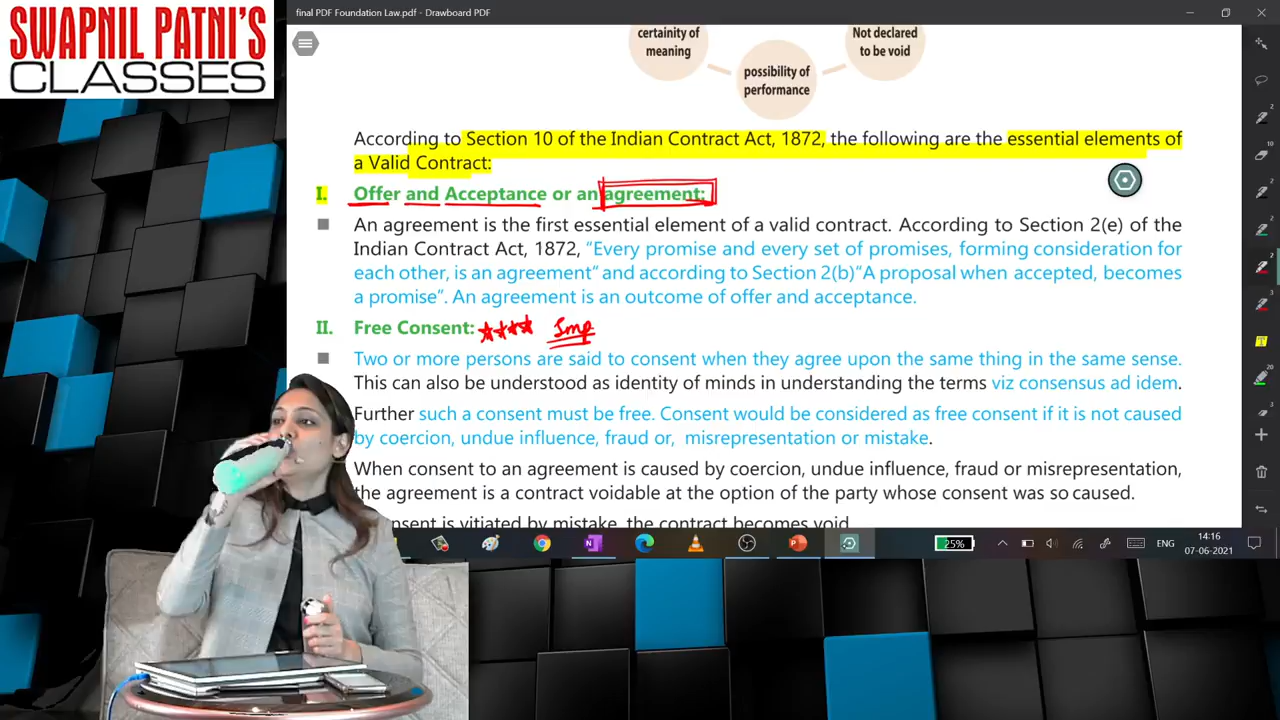 SWAPNIL PATNI'S
CLASSES
final PDF Foundation Law.pdf - Drawboard PDF
certainity of
meaning
possibility of
performance
Not declared
to be void
According to Section 10 of the Indian Contract Act, 1872, the following are the essential elements of
a Valid Contract:
I. Offer and Acceptance or an agreement:
An agreement is the first essential element of a valid contract. According to Section 2(e) of the
Indian Contract Act, 1872, "Every promise and every set of promises, forming consideration for
each other, is an agreement" and according to Section 2(b)"A proposal when accepted, becomes
a promise". An agreement is an outcome of offer and acceptance.
II. Free Consent: Imp
Two or more persons are said to consent when they agree upon the same thing in the same sense.
This can also be understood as identity of minds in understanding the terms viz consensus ad idem.
Further such a consent must be free. Consent would be considered as free consent if it is not caused
by coercion, undue influence, fraud or, misrepresentation or mistake.
When consent to an agreement is caused by coercion, undue influence, fraud or misrepresentation,
the agreement is a contract voidable at the option of the party whose consent was so caused.
consent is vitiated by mistake, the contract becomes void
25%
ENG
14:16
07-06-2021